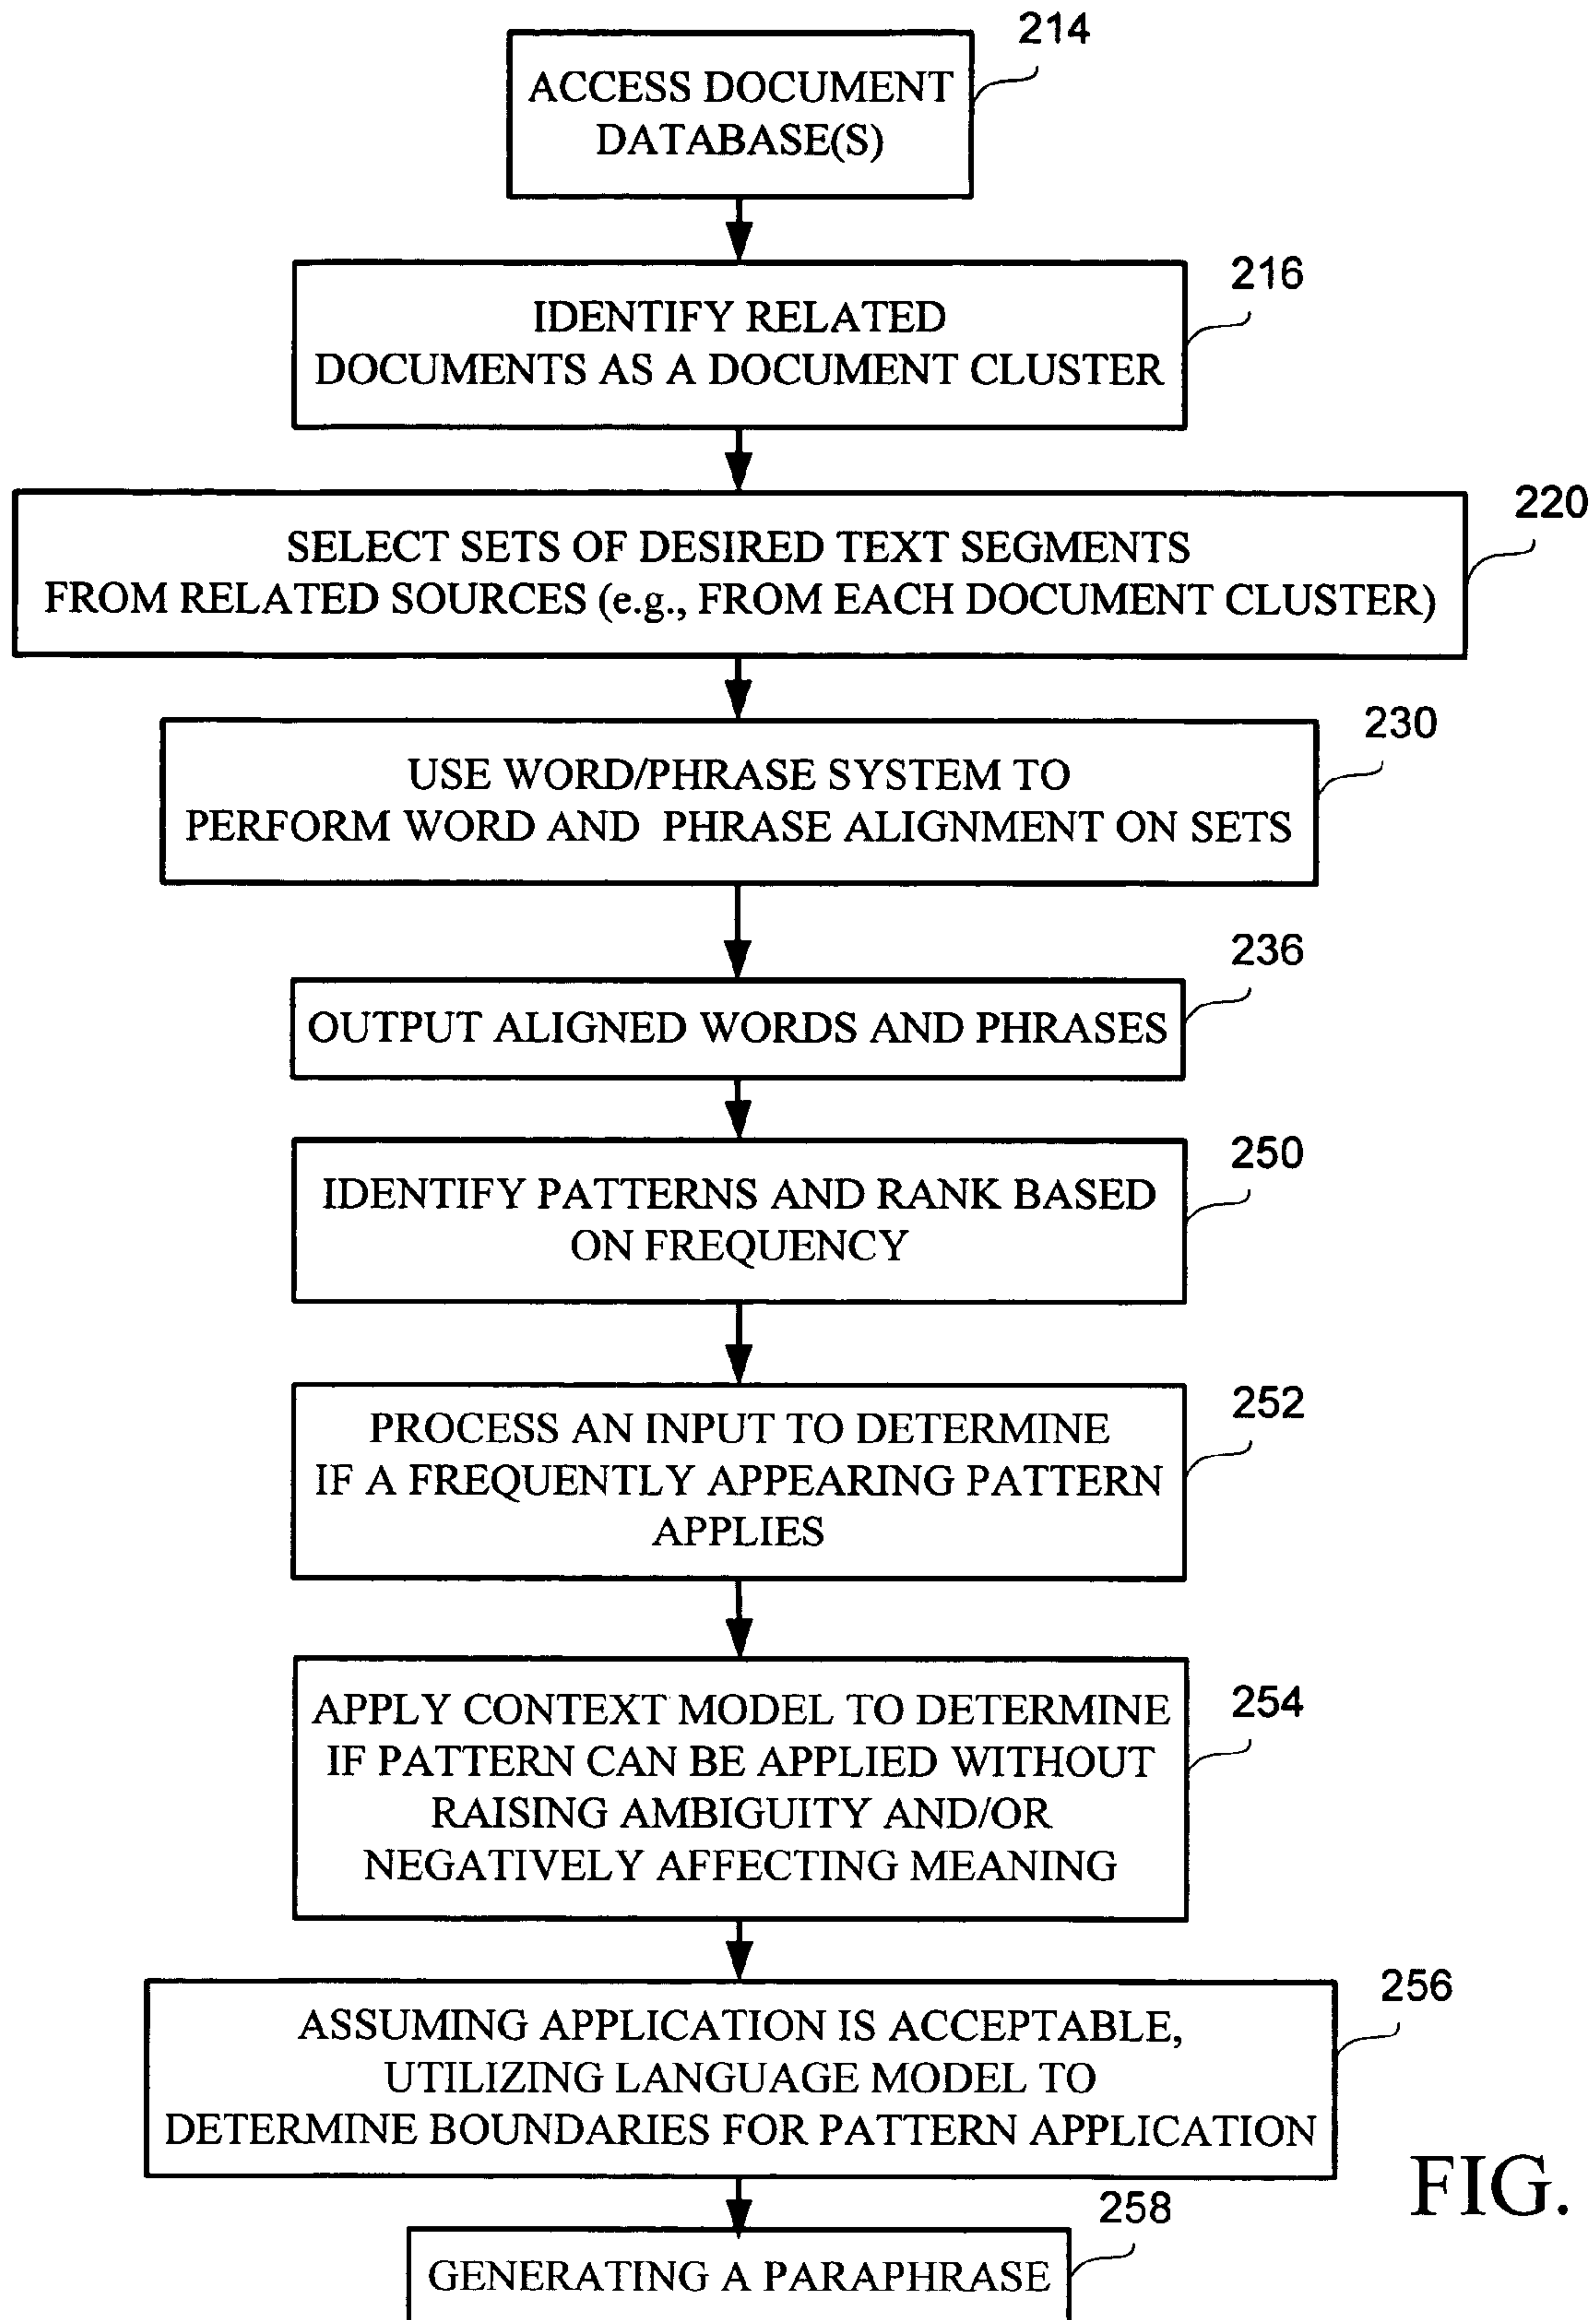 214
ACCESS DOCUMENT
DATABASE(S)
216
IDENTIFY RELATED
DOCUMENTS AS A DOCUMENT CLUSTER
220
SELECT SETS OF DESIRED TEXT SEGMENTS
FROM RELATED SOURCES (e.g., FROM EACH DOCUMENT CLUSTER)
230
USE WORD/PHRASE SYSTEM TO
PERFORM WORD AND PHRASE ALIGNMENT ON SETS
236
OUTPUT ALIGNED WORDS AND PHRASES
250
IDENTIFY PATTERNS AND RANK BASED
ON FREQUENCY
252
PROCESS AN INPUT TO DETERMINE
IF A FREQUENTLY APPEARING PATTERN
APPLIES
254
APPLY CONTEXT MODEL TO DETERMINE
IF PATTERN CAN BE APPLIED WITHOUT
RAISING AMBIGUITY AND/OR
NEGATIVELY AFFECTING MEANING
256
ASSUMING APPLICATION IS ACCEPTABLE,
UTILIZING LANGUAGE MODEL TO
DETERMINE BOUNDARIES FOR PATTERN APPLICATION
FIG.
258
GENERATING A PARAPHRASE